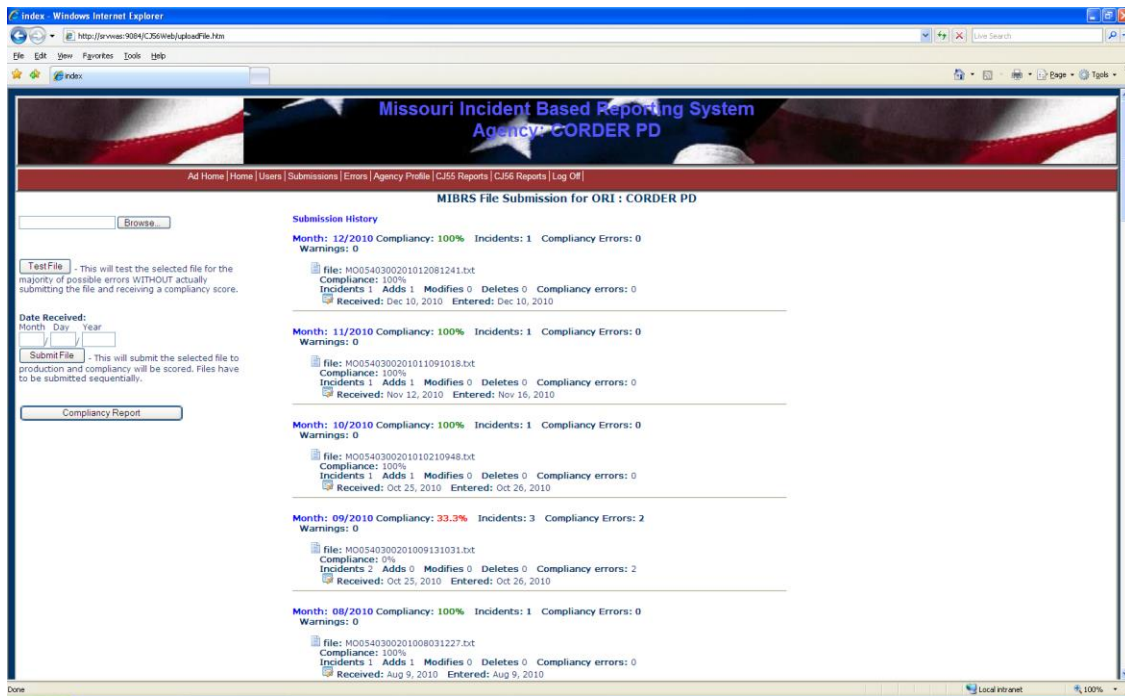 index - Windows Internet Explorer
http://srvwas:9084/CJ56Web/uploadFile.htm
Live Search
File Edit View Favorites Tools Help
index
Page Tools
Missouri Incident Based Reporting System
Agency: CORDER PD
Ad Home | Home | Users | Submissions | Errors | Agency Profile | CJ55 Reports | CJ56 Reports | Log Off |
MIBRS File Submission for ORI : CORDER PD
Browse...
Test File - This will test the selected file for the
majority of possible errors WITHOUT actually
submitting the file and receiving a compliancy score.
Date Received:
Month Day Year
/ /
Submit File - This will submit the selected file to
production and compliancy will be scored. Files have
to be submitted sequentially.
Compliancy Report
Submission History
Month: 12/2010 Compliancy: 100% Incidents: 1 Compliancy Errors: 0
Warnings: 0
file: MO0540300201012081241.txt
Compliance: 100%
Incidents 1 Adds 1 Modifies 0 Deletes 0 Compliancy errors: 0
Received: Dec 10, 2010 Entered: Dec 10, 2010
Month: 11/2010 Compliancy: 100% Incidents: 1 Compliancy Errors: 0
Warnings: 0
file: MO0540300201011091018.txt
Compliance: 100%
Incidents 1 Adds 1 Modifies 0 Deletes 0 Compliancy errors: 0
Received: Nov 12, 2010 Entered: Nov 16, 2010
Month: 10/2010 Compliancy: 100% Incidents: 1 Compliancy Errors: 0
Warnings: 0
file: MO0540300201010210948.txt
Compliance: 100%
Incidents 1 Adds 1 Modifies 0 Deletes 0 Compliancy errors: 0
Received: Oct 25, 2010 Entered: Oct 26, 2010
Month: 09/2010 Compliancy: 33.3% Incidents: 3 Compliancy Errors: 2
Warnings: 0
file: MO0540300201009131031.txt
Compliance: 0%
Incidents 2 Adds 0 Modifies 0 Deletes 0 Compliancy errors: 2
Received: Oct 25, 2010 Entered: Oct 26, 2010
Month: 08/2010 Compliancy: 100% Incidents: 1 Compliancy Errors: 0
Warnings: 0
file: MO0540300201008031227.txt
Compliance: 100%
Incidents 1 Adds 1 Modifies 0 Deletes 0 Compliancy errors: 0
Received: Aug 9, 2010 Entered: Aug 9, 2010
Done
Local intranet
100%